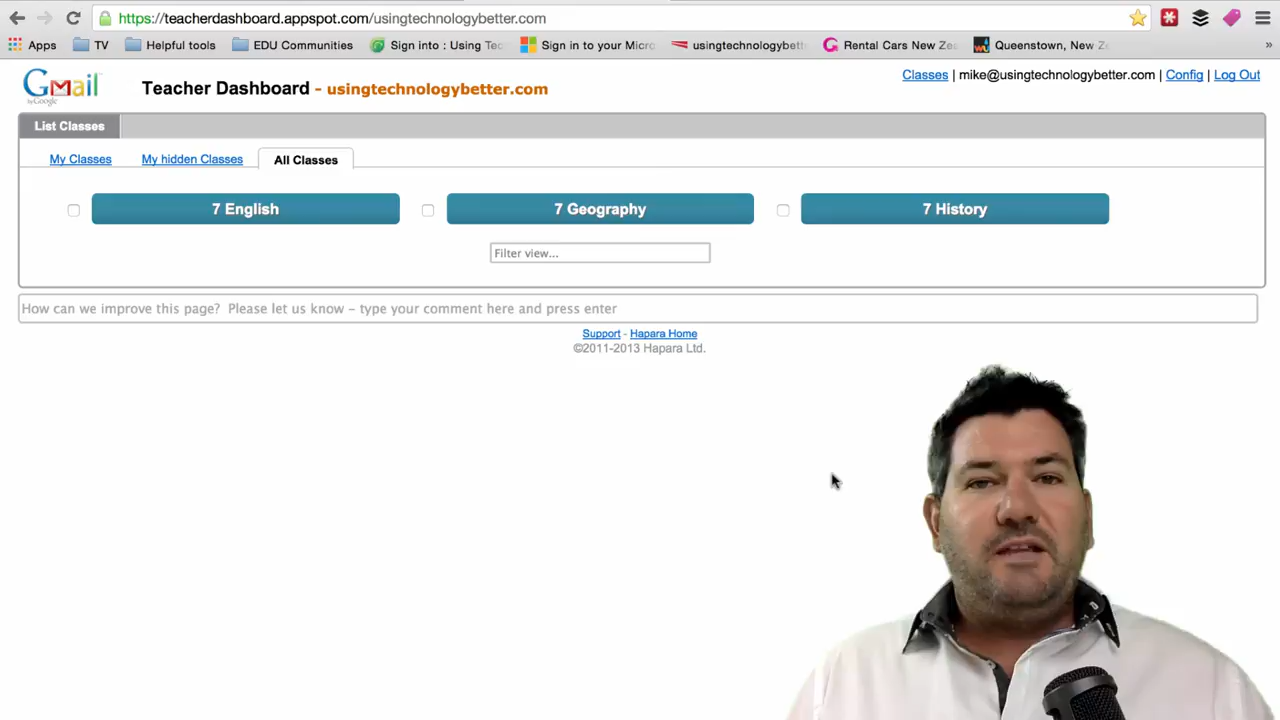 https://teacherdashboard.appspot.com/usingtechnologybetter.com
Apps TV Helpful tools EDU Communities Sign into : Using Te Sign in to your Micr usingtechnologybett Rental Cars New Ze Queenstown, New Z »
Gmail Teacher Dashboard - usingtechnologybetter.com Classes | mike@usingtechnologybetter.com | Config | Log Out
by Google
List Classes
My Classes My hidden Classes All Classes
7 English 7 Geography 7 History
Filter view...
How can we improve this page? Please let us know - type your comment here and press enter
Support - Hapara Home
©2011-2013 Hapara Ltd.